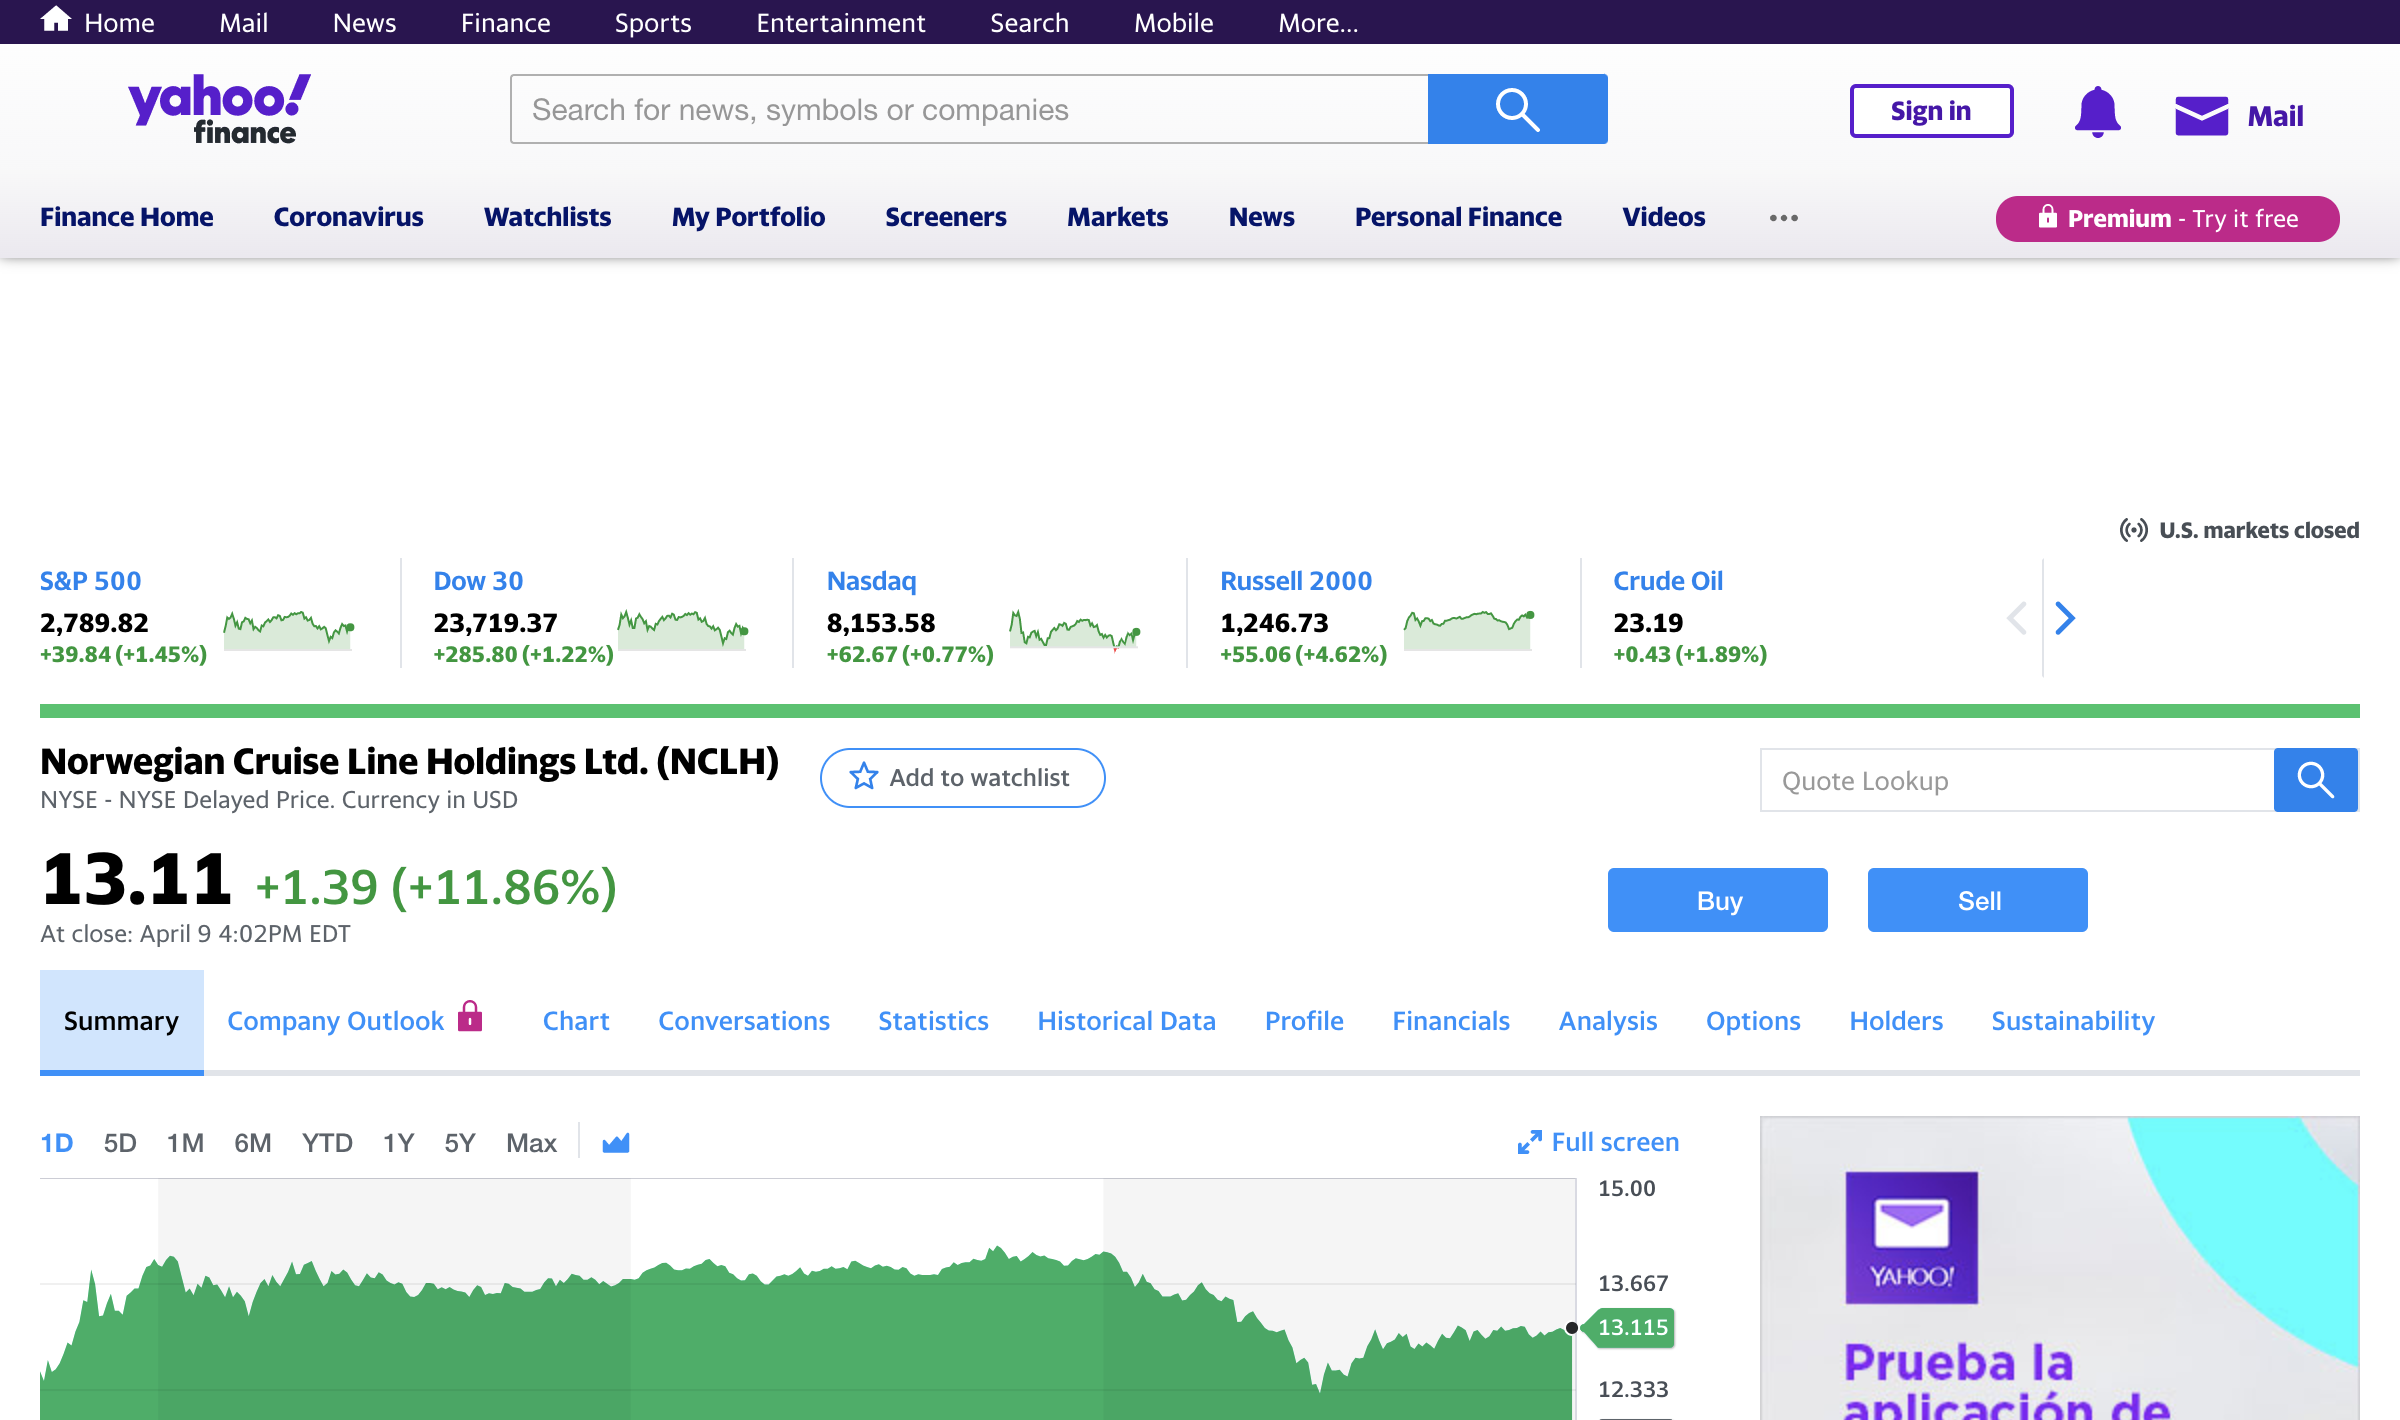 Home Mail News Finance Sports Entertainment Search Mobile More...
yahoo!
finance
Search for news, symbols or companies
Sign in
Mail
Finance Home Coronavirus Watchlists My Portfolio Screeners Markets News Personal Finance Videos
Premium - Try it free
U.S. markets closed
S&P 500
2,789.82
+39.84 (+1.45%)
Dow 30
23,719.37
+285.80 (+1.22%)
Nasdaq
8,153.58
+62.67 (+0.77%)
Russell 2000
1,246.73
+55.06 (+4.62%)
Crude Oil
23.19
+0.43 (+1.89%)
Norwegian Cruise Line Holdings Ltd. (NCLH)
NYSE - NYSE Delayed Price. Currency in USD
Add to watchlist
Quote Lookup
13.11 +1.39 (+11.86%)
At close: April 9 4:02PM EDT
Buy
Sell
Summary Company Outlook Chart Conversations Statistics Historical Data Profile Financials Analysis Options Holders Sustainability
1D 5D 1M 6M YTD 1Y 5Y Max
Full screen
15.00
13.667
13.115
12.333
YAHOO!
Prueba la
aplicación de